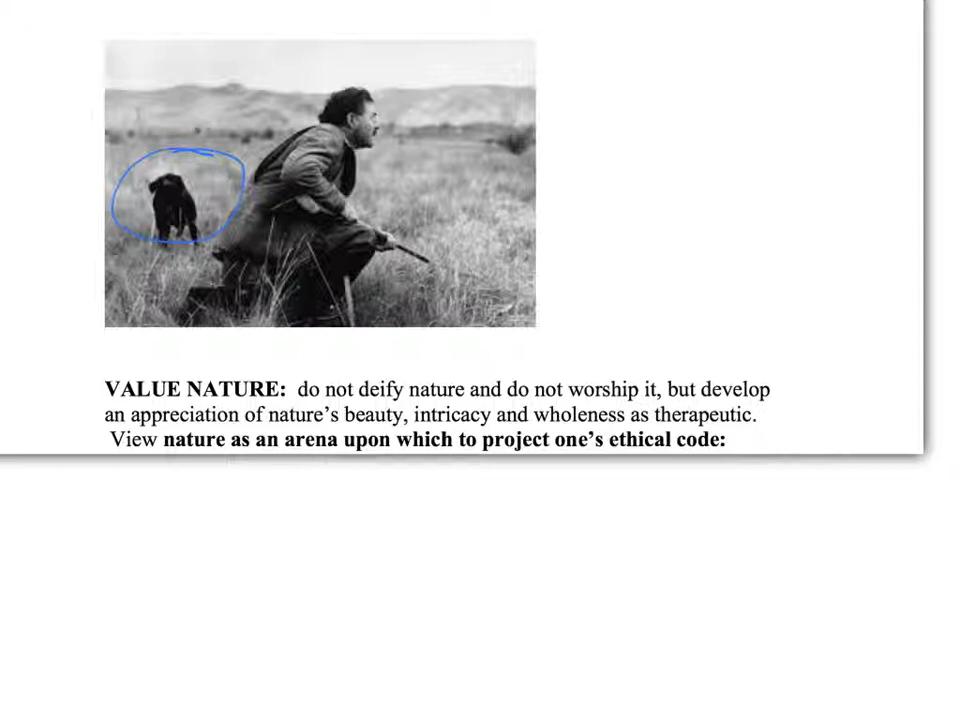 VALUE NATURE: do not deify nature and do not worship it, but develop
an appreciation of nature’s beauty, intricacy and wholeness as therapeutic.
View nature as an arena upon which to project one’s ethical code: